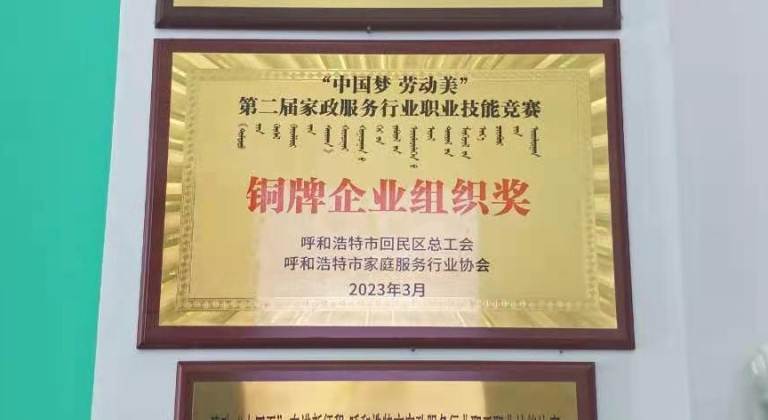 “中国梦 劳动美”
第二届家政服务行业职业技能竞赛
铜牌企业组织奖
呼和浩特市回民区总工会
呼和浩特市家庭服务行业协会
2023年3月